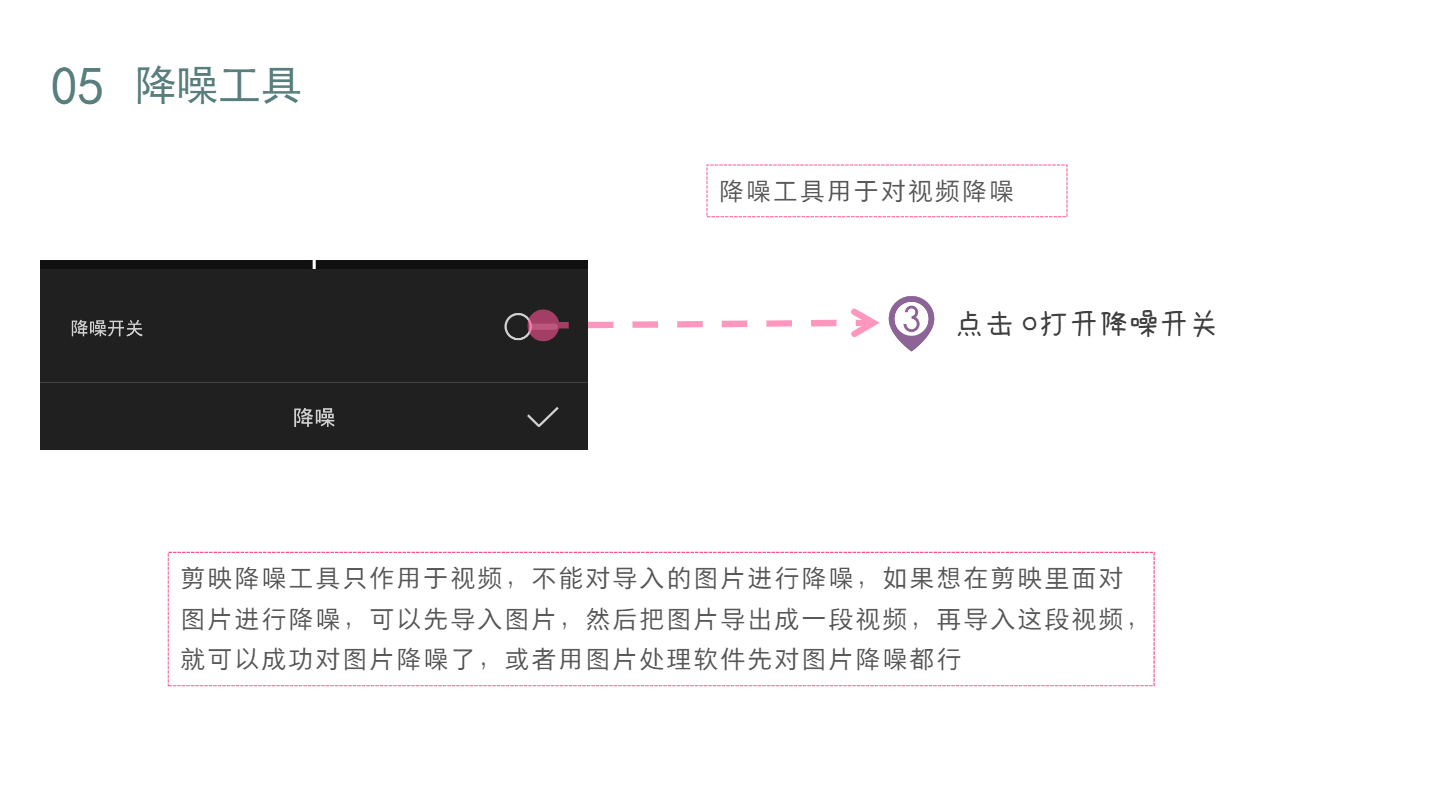 05 降噪工具
降噪工具用于对视频降噪
降噪开关
3 点击 O打开降噪开关
降噪
剪映降噪工具只作用于视频，不能对导入的图片进行降噪，如果想在剪映里面对
图片进行降噪，可以先导入图片，然后把图片导出成一段视频，再导入这段视频，
就可以成功对图片降噪了，或者用图片处理软件先对图片降噪都行